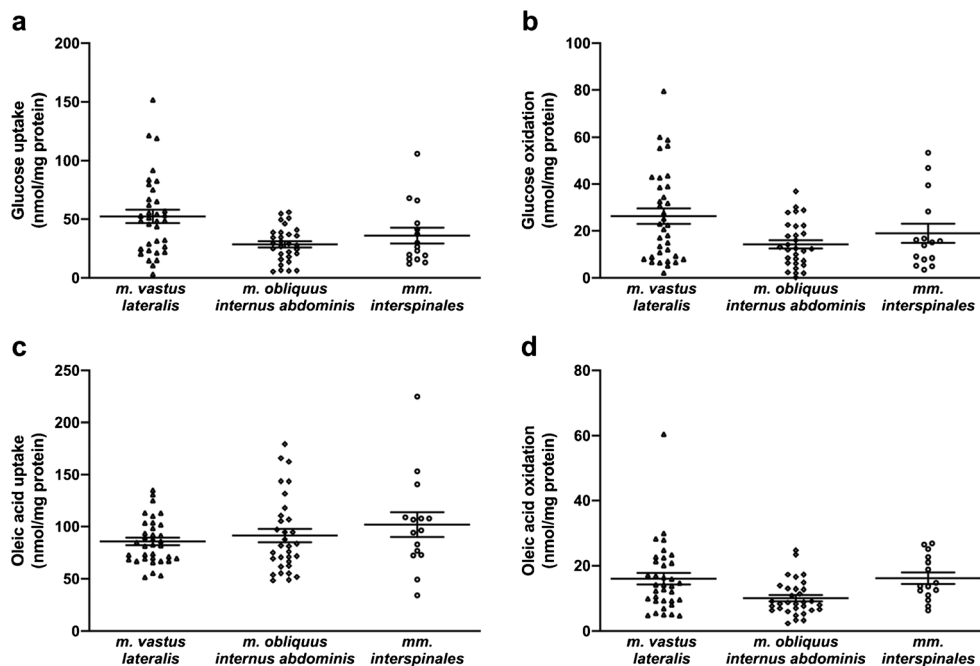 a
Glucose uptake
(nmol/mg protein)
200
150
100
50
0
m. vastus
lateralis
m. obliquus
internus abdominis
mm.
interspinales
b
Glucose oxidation
(nmol/mg protein)
100
80
60
40
20
0
m. vastus
lateralis
m. obliquus
internus abdominis
mm.
interspinales
c
Oleic acid uptake
(nmol/mg protein)
250
200
150
100
50
0
m. vastus
lateralis
m. obliquus
internus abdominis
mm.
interspinales
d
Oleic acid oxidation
(nmol/mg protein)
80
60
40
20
0
m. vastus
lateralis
m. obliquus
internus abdominis
mm.
interspinales